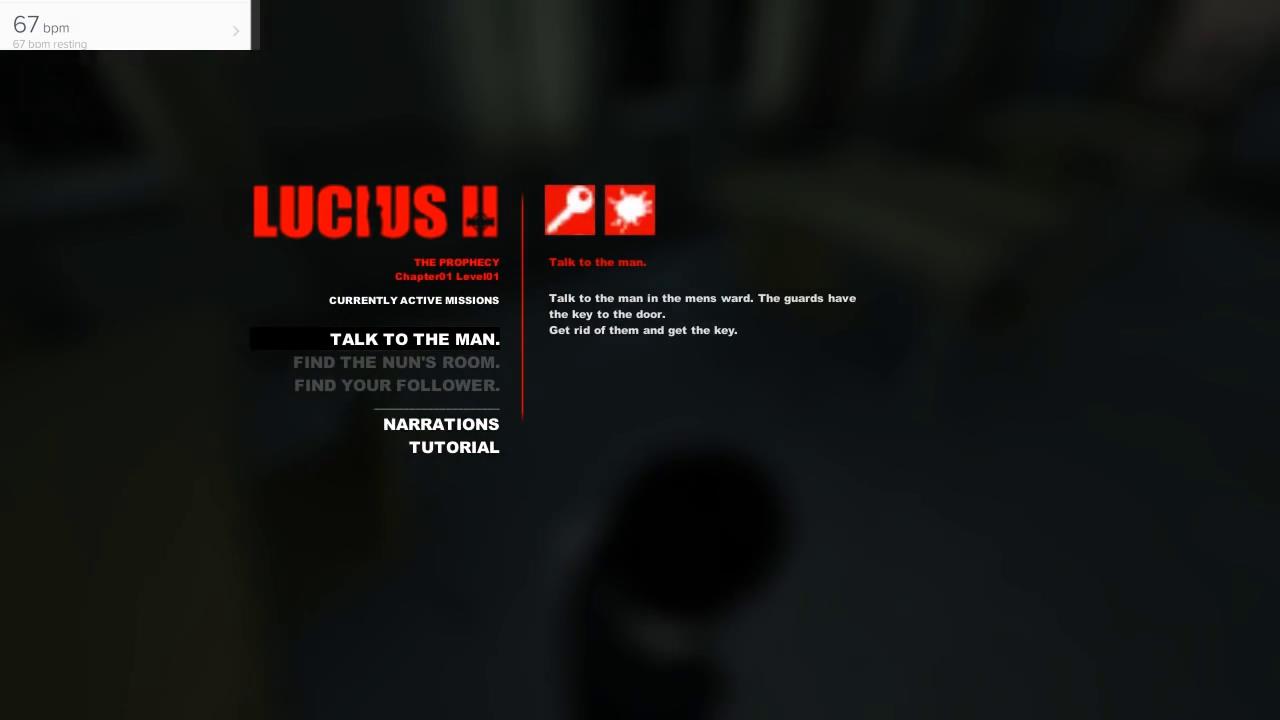 67 bpm
67 bpm resting
LUCIUS II
THE PROPHECY
Chapter01 Level01
CURRENTLY ACTIVE MISSIONS
TALK TO THE MAN.
FIND THE NUN'S ROOM.
FIND YOUR FOLLOWER.
NARRATIONS
TUTORIAL
Talk to the man.
Talk to the man in the mens ward. The guards have
the key to the door.
Get rid of them and get the key.